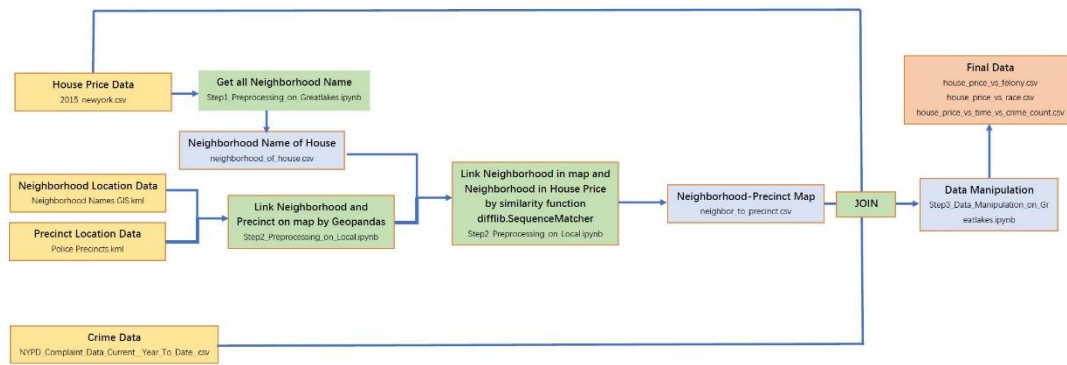 House Price Data
2015_newyork.csv
Get all Neighborhood Name
Step1_Preprocessing_on_Greatlakes.ipynb
Neighborhood Name of House
neighborhood_of_house.csv
Neighborhood Location Data
Neighborhood Names GIS.kml
Precinct Location Data
Police Precincts.kml
Link Neighborhood and
Precinct on map by Geopandas
Step2_Preprocessing_on_Local.ipynb
Link Neighborhood in map and
Neighborhood in House Price
by similarity function
difflib.SequenceMatcher
Step2_Preprocessing_on_Local.ipynb
Neighborhood-Precinct Map
neighbor_to_precinct.csv
JOIN
Data Manipulation
Step3_Data_Manipulation_on_Gr
eatlakes.ipynb
Final Data
house_price_vs_felony.csv
house_price_vs_race.csv
house_price_vs_time_vs_crime_count.csv
Crime Data
NYPD_Complaint_Data_Current__Year_To_Date_.csv